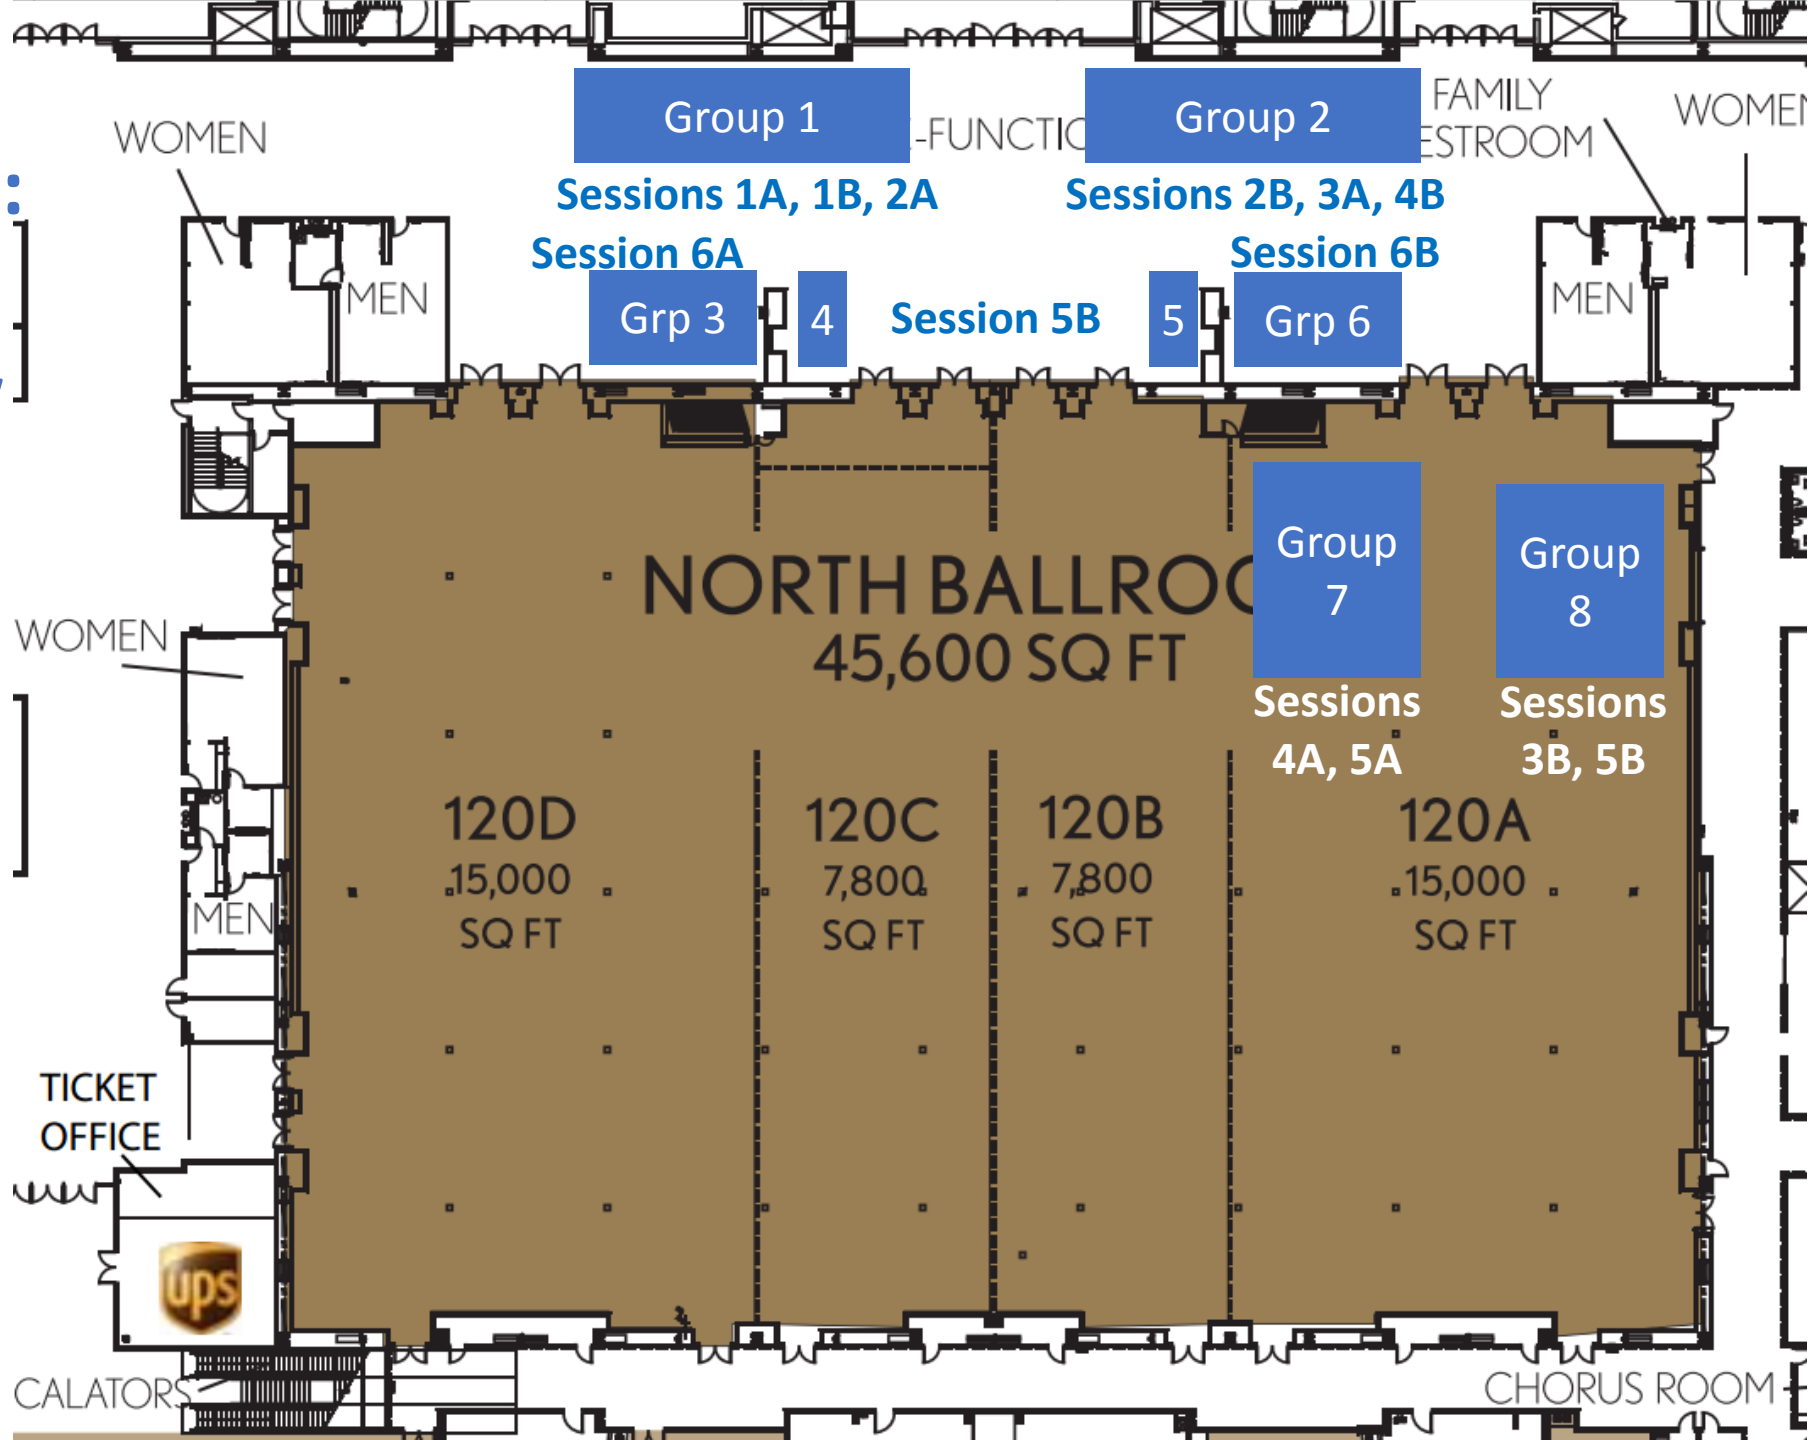 Group 1
Group 2
FAMILY
ESTROOM
WOMEN
WOMEN
-FUNCTIO
Sessions 1A, 1B, 2A
Sessions 2B, 3A, 4B
Session 6A
Session 6B
MEN
MEN
Grp 3
4
Session 5B
5
Grp 6
Group
7
Group
8
NORTH BALLROO
45,600 SQ FT
WOMEN
Sessions
4A, 5A
Sessions
3B, 5B
120D
15,000
SQ FT
120C
7,800
SQ FT
120B
7,800
SQ FT
120A
15,000
SQ FT
MEN
TICKET
OFFICE
ups
CALATORS
CHORUS ROOM